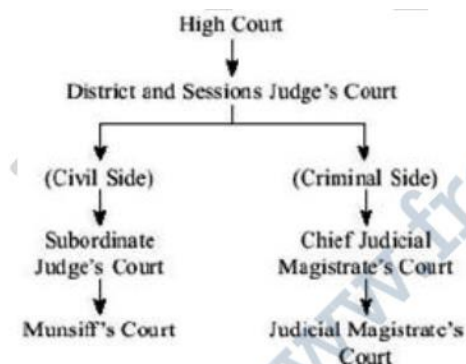 High Court
District and Sessions Judge's Court
(Civil Side)
(Criminal Side)
Subordinate
Judge's Court
Chief Judicial
Magistrate's Court
Munsiff's Court
Judicial Magistrate's
Court